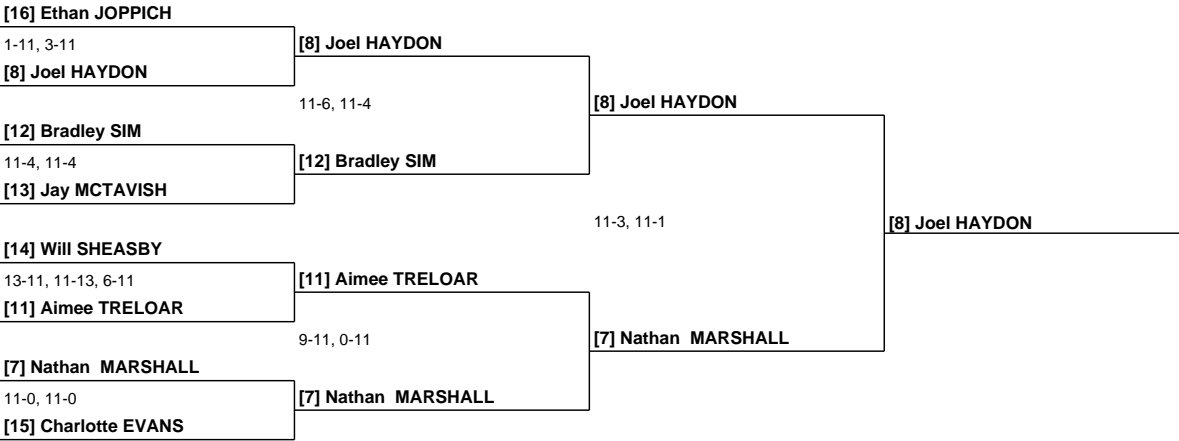 [16] Ethan JOPPICH
1-11, 3-11
[8] Joel HAYDON
[8] Joel HAYDON
11-6, 11-4
[8] Joel HAYDON
[12] Bradley SIM
11-4, 11-4
[12] Bradley SIM
[13] Jay MCTAVISH
11-3, 11-1
[8] Joel HAYDON
[14] Will SHEASBY
13-11, 11-13, 6-11
[11] Aimee TRELOAR
[11] Aimee TRELOAR
9-11, 0-11
[7] Nathan  MARSHALL
[7] Nathan  MARSHALL
11-0, 11-0
[7] Nathan  MARSHALL
[15] Charlotte EVANS